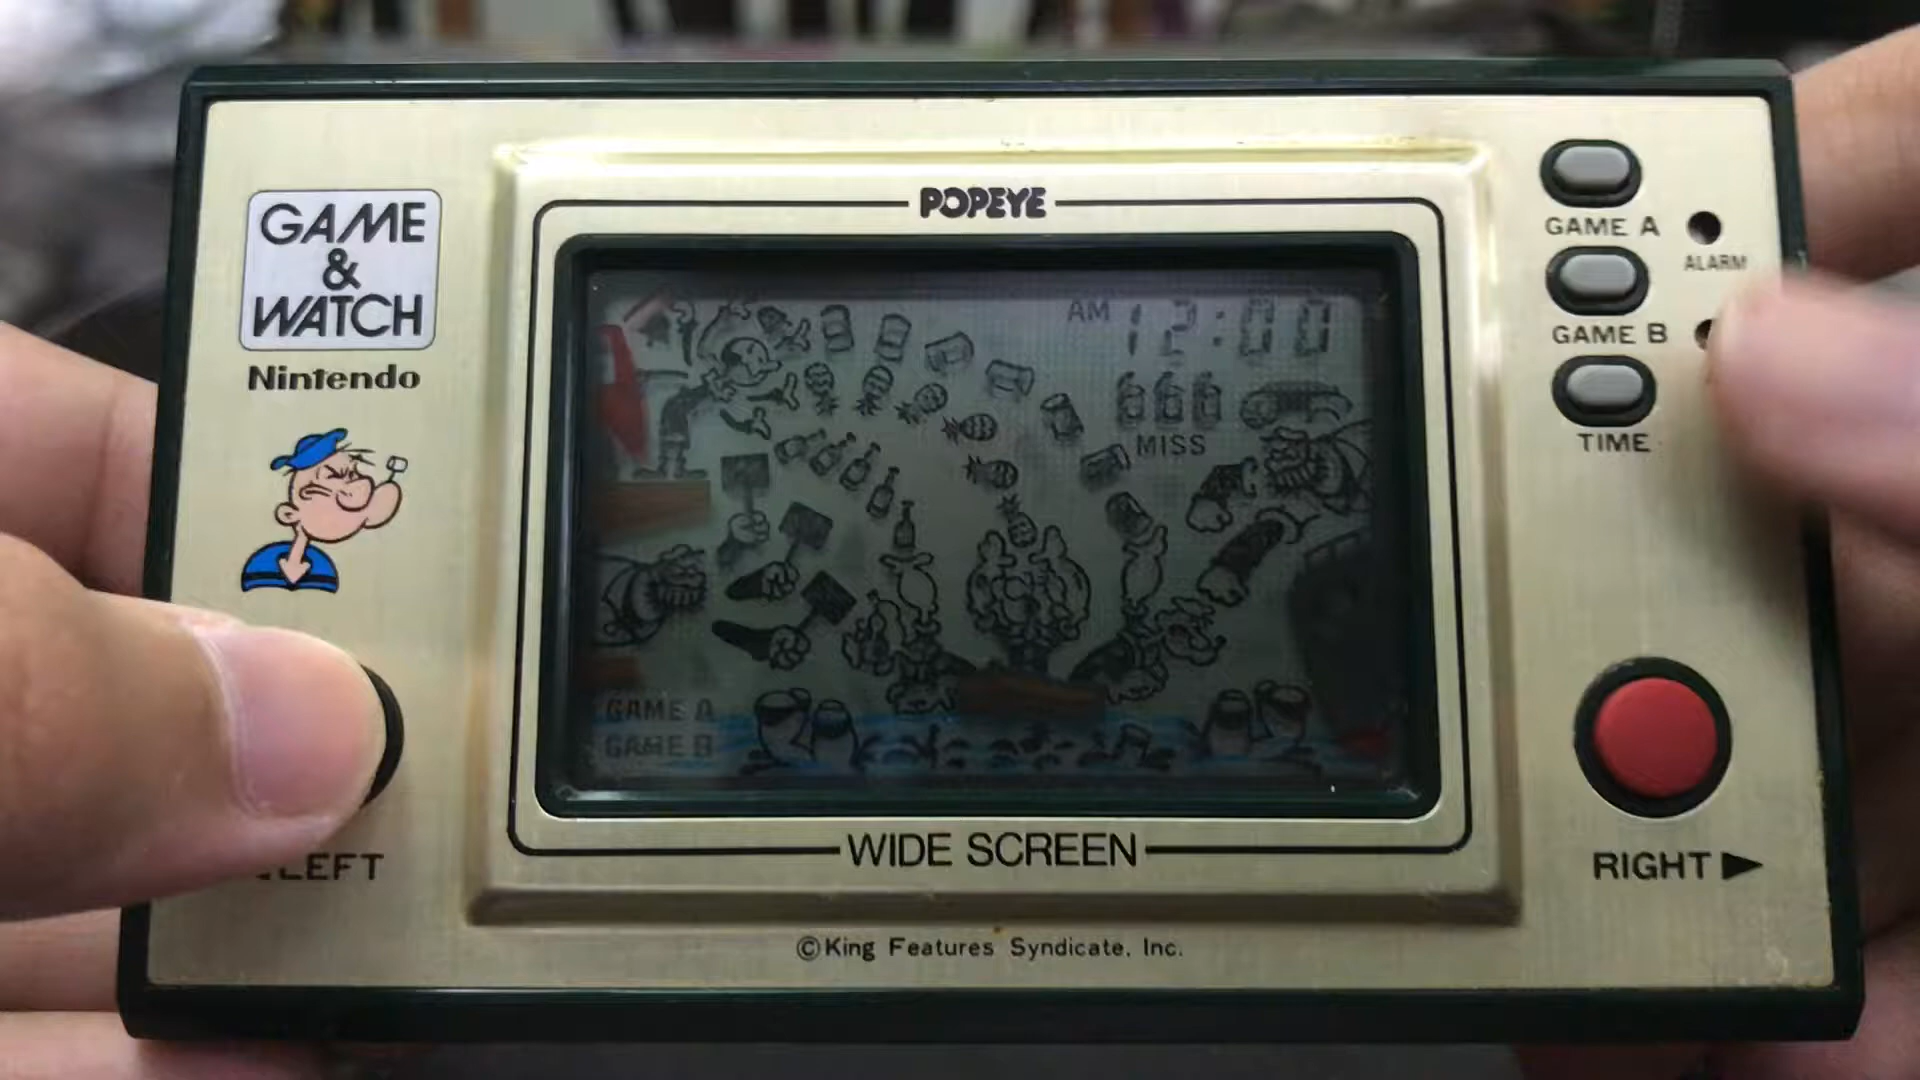 GAME
&
WATCH
Nintendo
POPEYE
AM 12:00
MISS
GAME A
GAME B
GAME A
ALARM
GAME B
TIME
LEFT
RIGHT
WIDE SCREEN
©King Features Syndicate, Inc.